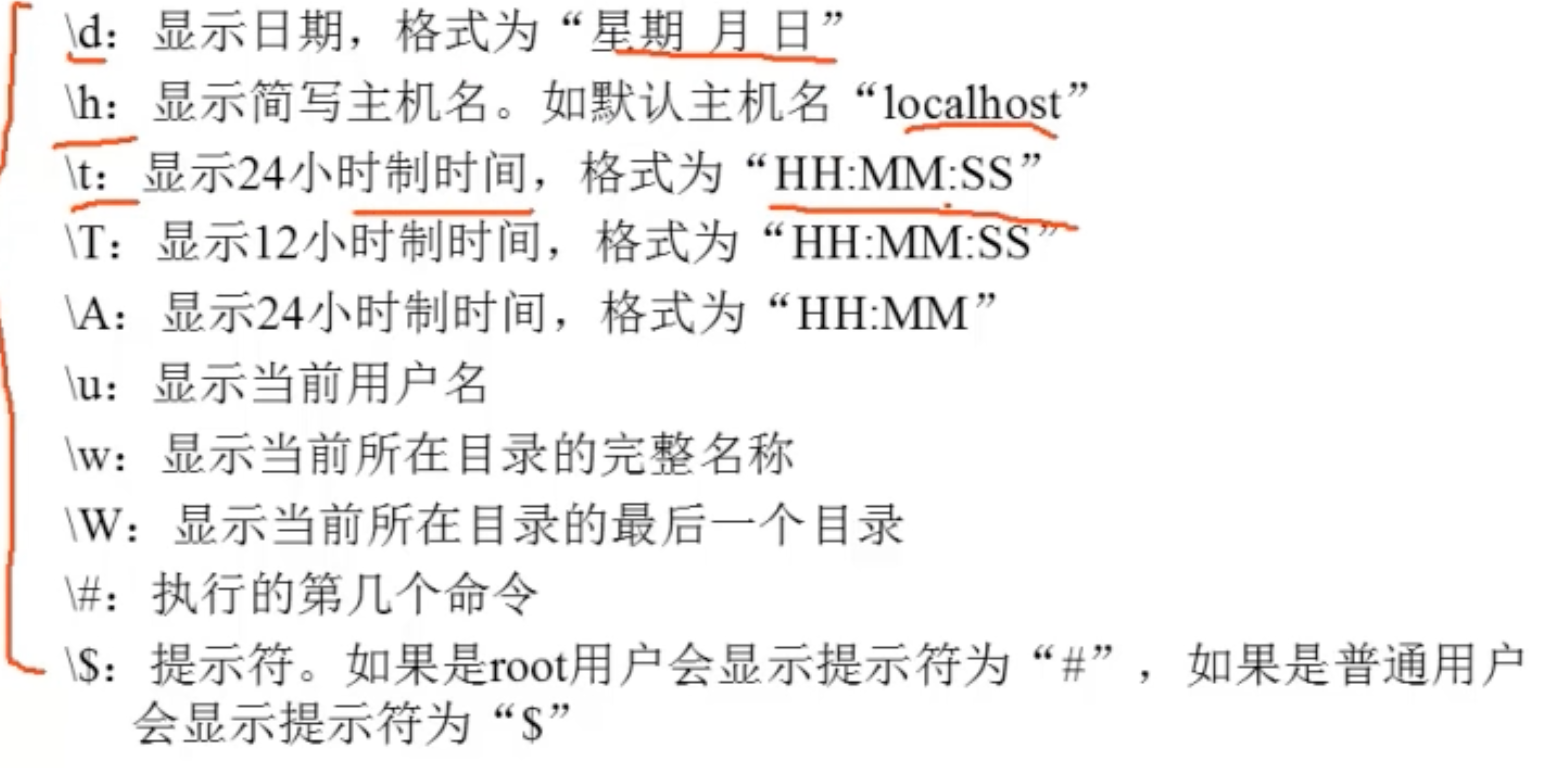 \d：显示日期，格式为“星期 月 日”
\h：显示简写主机名。如默认主机名“localhost”
\t：显示24小时制时间，格式为“HH:MM:SS”
\T：显示12小时制时间，格式为“HH:MM:SS”
\A：显示24小时制时间，格式为“HH:MM”
\u：显示当前用户名
\w：显示当前所在目录的完整名称
\W：显示当前所在目录的最后一个目录
\#：执行的第几个命令
\$：提示符。如果是root用户会显示提示符为“#”，如果是普通用户
会显示提示符为“$”